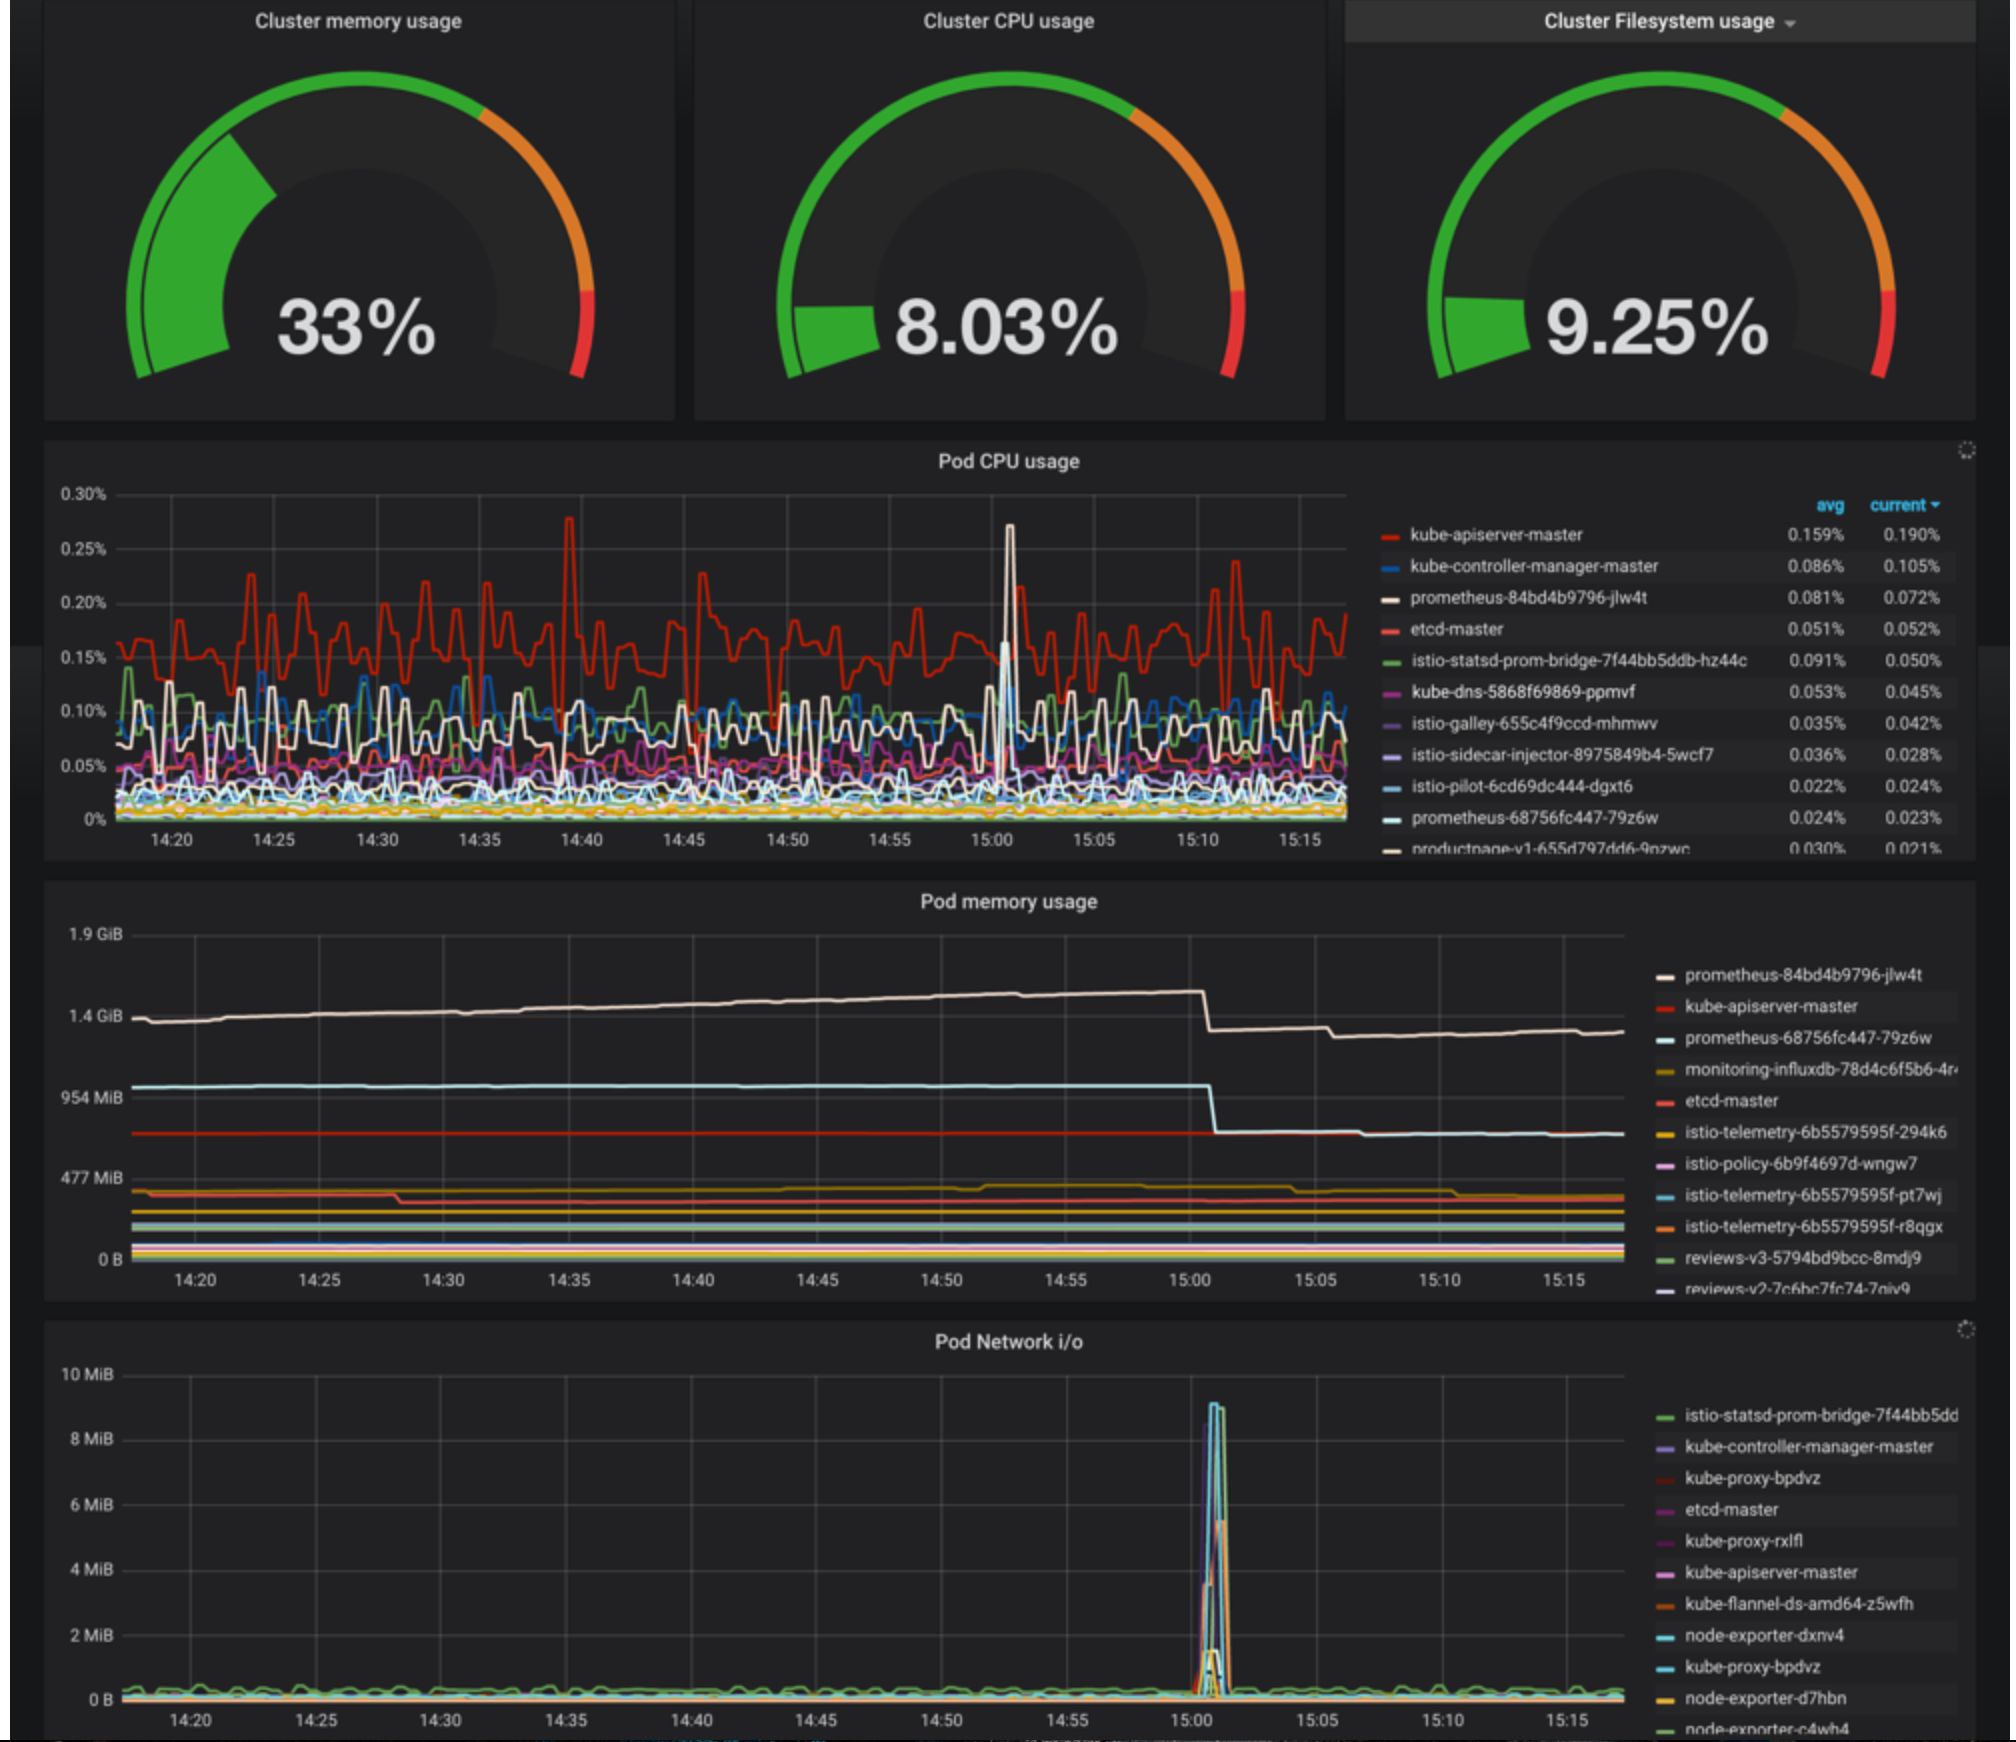 Cluster memory usage
Cluster CPU usage
Cluster Filesystem usage
33%
8.03%
9.25%
Pod CPU usage
0.30%
0.25%
0.20%
0.15%
0.10%
0.05%
0%
14:20 14:25 14:30 14:35 14:40 14:45 14:50 14:55 15:00 15:05 15:10 15:15
avg current
kube-apiserver-master 0.159% 0.190%
kube-controller-manager-master 0.086% 0.105%
prometheus-84bd4b9796-jlw4t 0.081% 0.072%
etcd-master 0.051% 0.052%
istio-statsd-prom-bridge-7f44bb5ddb-hz44c 0.091% 0.050%
kube-dns-5868f69869-ppmvf 0.053% 0.045%
istio-galley-655c4f9ccd-mhmwv 0.035% 0.042%
istio-sidecar-injector-8975849b4-5wcf7 0.036% 0.028%
istio-pilot-6cd69dc444-dgxt6 0.022% 0.024%
prometheus-68756fc447-79z6w 0.024% 0.023%
productpage-v1-655d797dd6-9nzwc 0.030% 0.021%
Pod memory usage
1.9 GiB
1.4 GiB
954 MiB
477 MiB
0 B
14:20 14:25 14:30 14:35 14:40 14:45 14:50 14:55 15:00 15:05 15:10 15:15
prometheus-84bd4b9796-jlw4t
kube-apiserver-master
prometheus-68756fc447-79z6w
monitoring-influxdb-78d4c6f5b6-4r
etcd-master
istio-telemetry-6b5579595f-294k6
istio-policy-6b9f4697d-wngw7
istio-telemetry-6b5579595f-pt7wj
istio-telemetry-6b5579595f-r8qgx
reviews-v3-5794bd9bcc-8mdj9
Pod Network i/o
10 MiB
8 MiB
6 MiB
4 MiB
2 MiB
0 B
14:20 14:25 14:30 14:35 14:40 14:45 14:50 14:55 15:00 15:05 15:10 15:15
istio-statsd-prom-bridge-7f44bb5dd
kube-controller-manager-master
kube-proxy-bpdvz
etcd-master
kube-proxy-rxlfl
kube-apiserver-master
kube-flannel-ds-amd64-z5wfh
node-exporter-dxnv4
kube-proxy-bpdvz
node-exporter-d7hbn
node-exporter-c4wh4